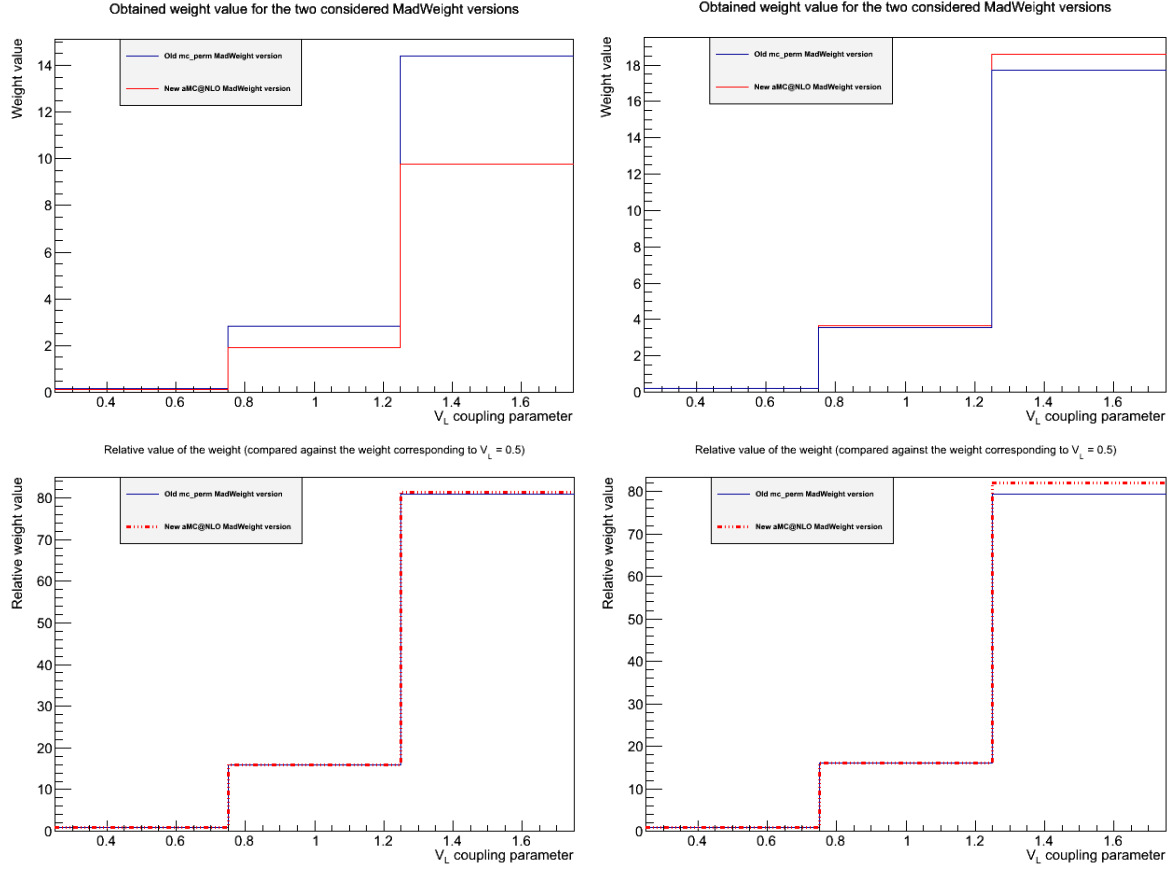 Obtained weight value for the two considered MadWeight versions
Weight value
Old mc_perm MadWeight version
New aMC@NLO MadWeight version
14
12
10
8
6
4
2
0
0.4 0.6 0.8 1 1.2 1.4 1.6
V_L coupling parameter
Obtained weight value for the two considered MadWeight versions
Weight value
Old mc_perm MadWeight version
New aMC@NLO MadWeight version
18
16
14
12
10
8
6
4
2
0
0.4 0.6 0.8 1 1.2 1.4 1.6
V_L coupling parameter
Relative value of the weight (compared against the weight corresponding to V_L = 0.5)
Relative weight value
Old mc_perm MadWeight version
New aMC@NLO MadWeight version
80
70
60
50
40
30
20
10
0
0.4 0.6 0.8 1 1.2 1.4 1.6
V_L coupling parameter
Relative value of the weight (compared against the weight corresponding to V_L = 0.5)
Relative weight value
Old mc_perm MadWeight version
New aMC@NLO MadWeight version
80
70
60
50
40
30
20
10
0
0.4 0.6 0.8 1 1.2 1.4 1.6
V_L coupling parameter